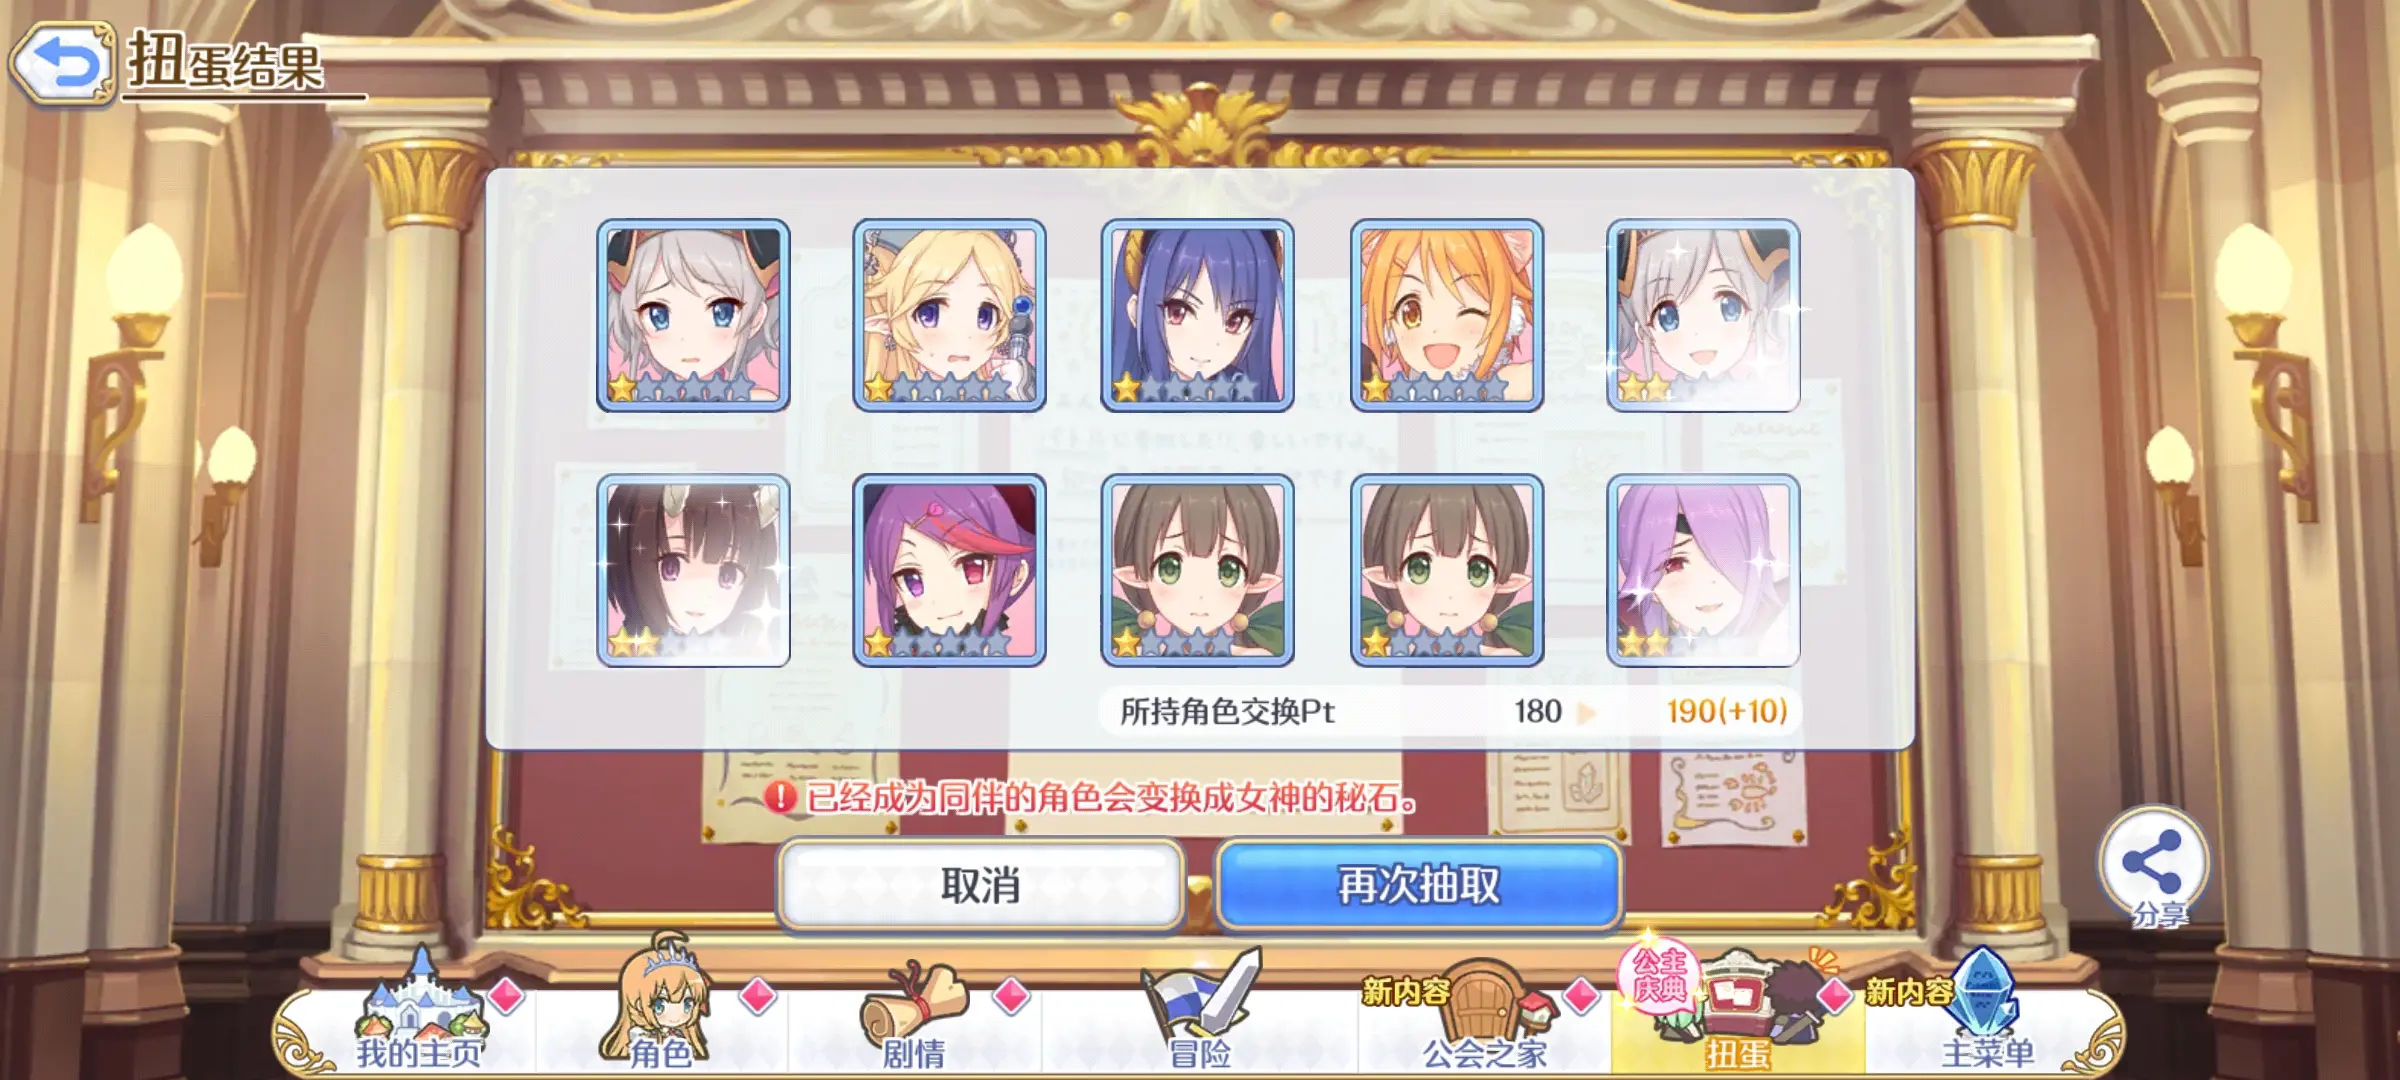 扭蛋结果
所持角色交换Pt 180 190(+10)
已经成为同伴的角色会变换成女神的秘石。
取消
再次抽取
分享
我的主页
角色
剧情
冒险
新内容
公会之家
公主
庆典
扭蛋
新内容
主菜单